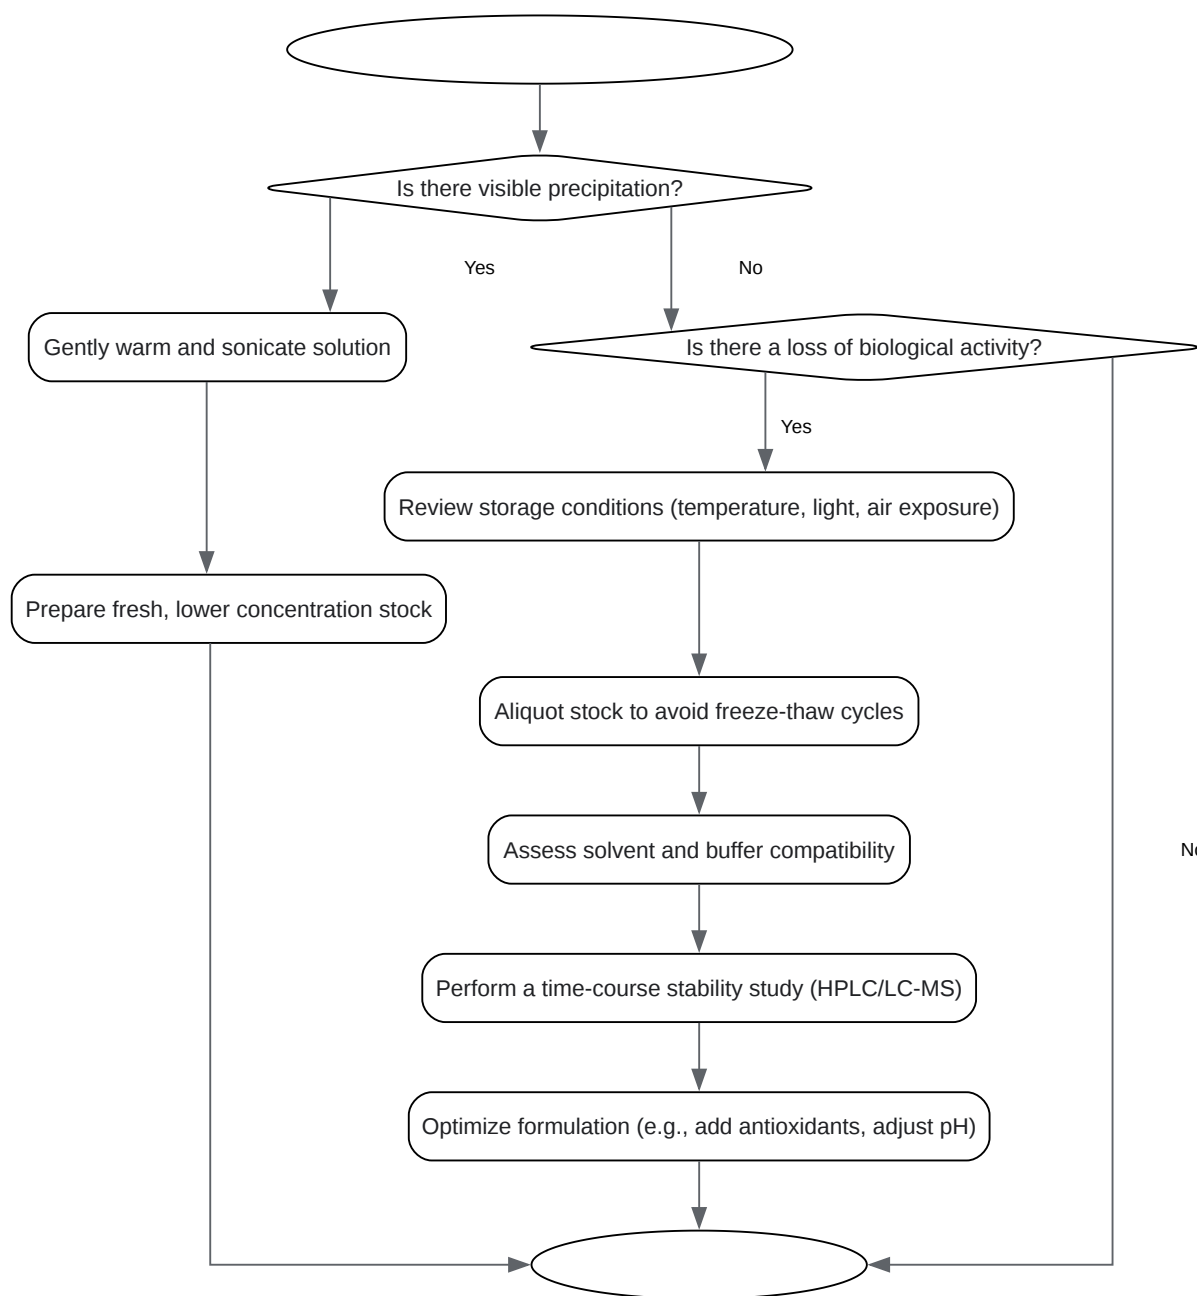 Is there visible precipitation?
Yes
No
Gently warm and sonicate solution
Is there a loss of biological activity?
Yes
Review storage conditions (temperature, light, air exposure)
Prepare fresh, lower concentration stock
Aliquot stock to avoid freeze-thaw cycles
Assess solvent and buffer compatibility
Perform a time-course stability study (HPLC/LC-MS)
Optimize formulation (e.g., add antioxidants, adjust pH)